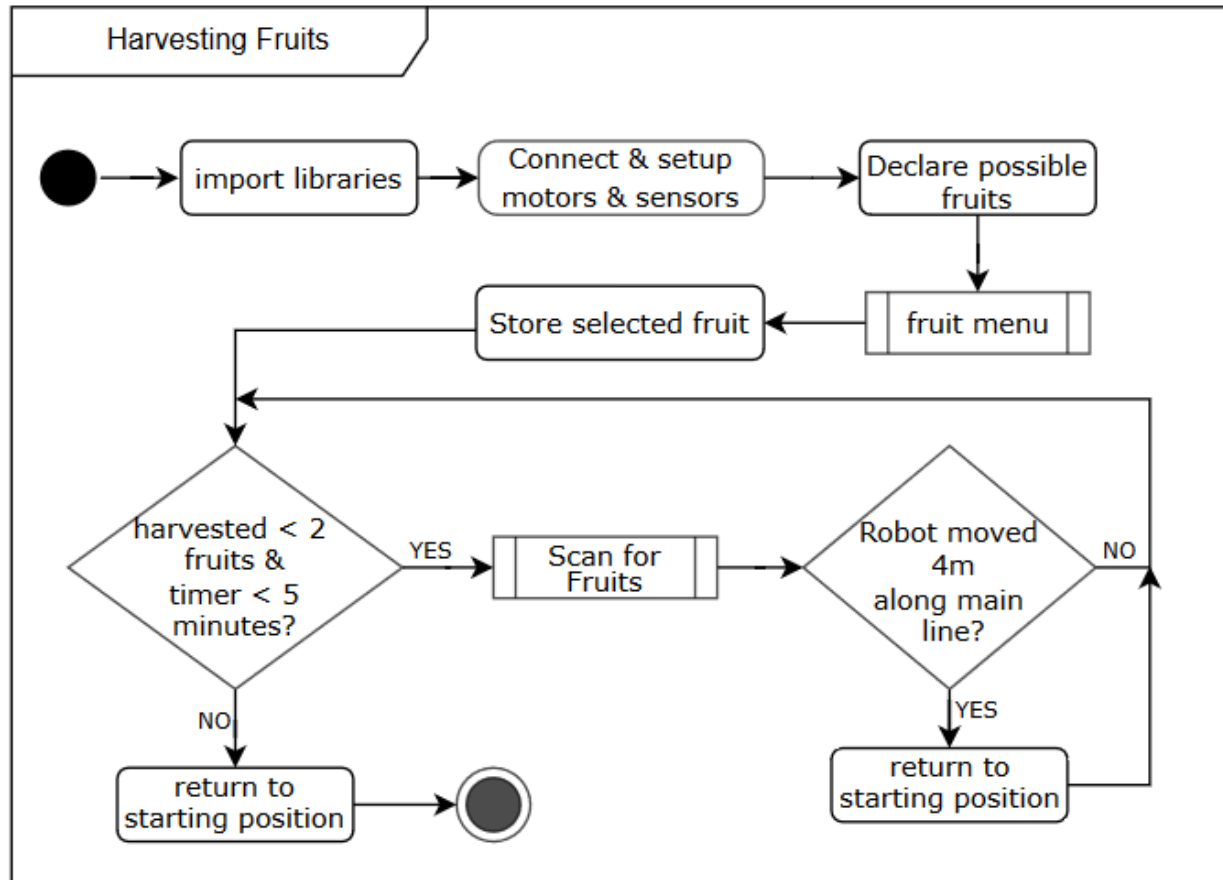 Harvesting Fruits
import libraries
Connect & setup
motors & sensors
Declare possible
fruits
Store selected fruit
fruit menu
harvested < 2
fruits &
timer < 5
minutes?
YES
Scan for
Fruits
Robot moved
4m
along main
line?
NO
NO
YES
return to
starting position
return to
starting position